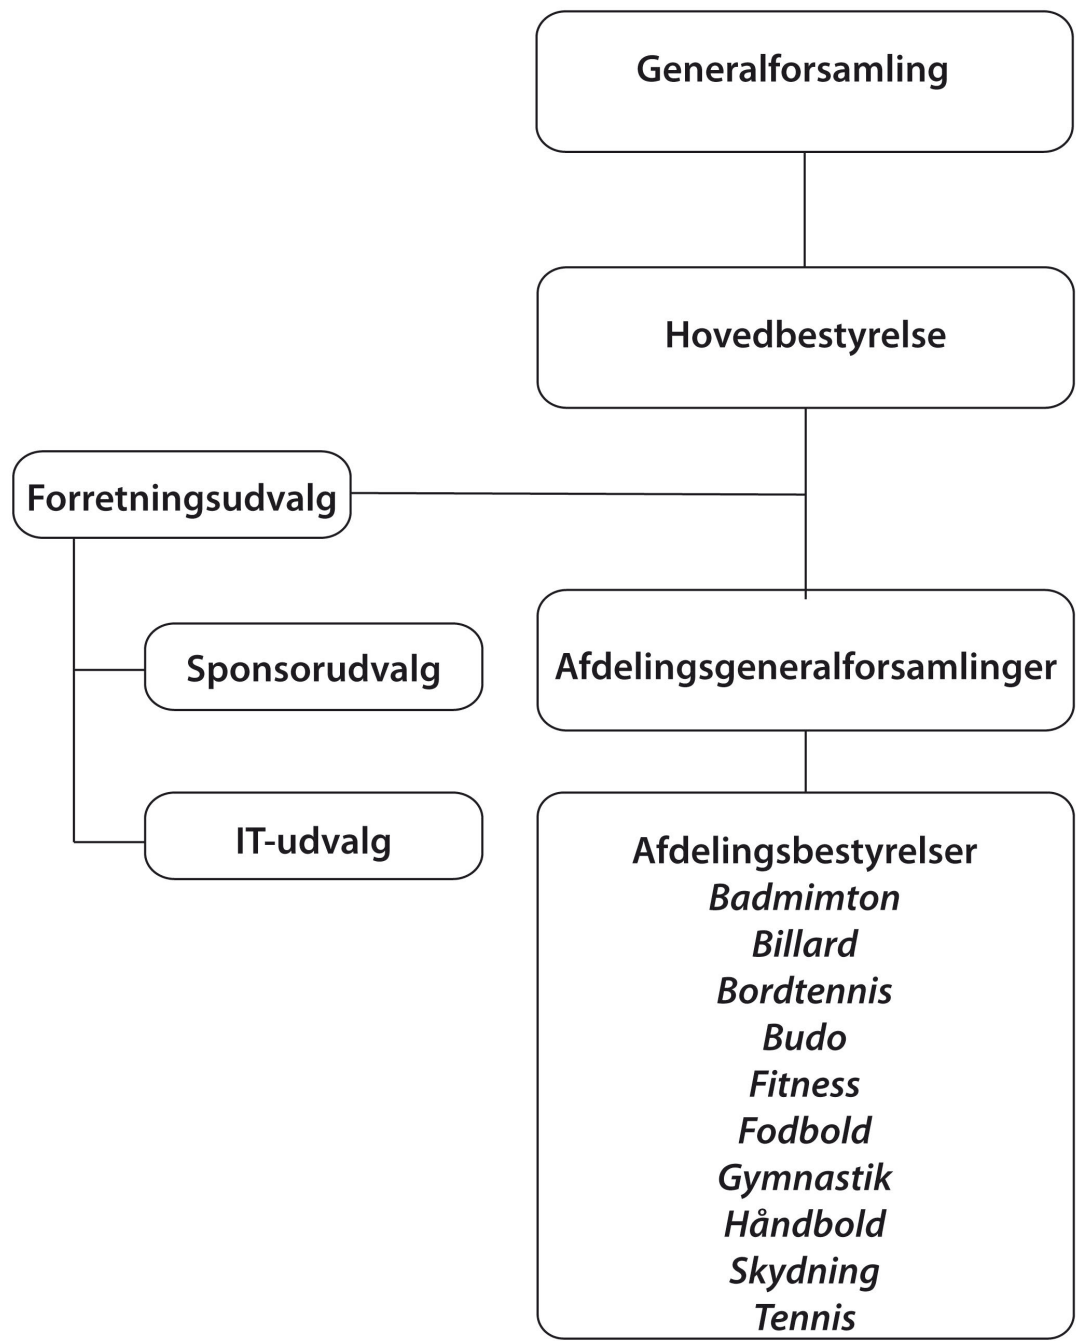 Generalforsamling
Hovedbestyrelse
Forretningsudvalg
Sponsorudvalg
IT-udvalg
Afdelingsgeneralforsamlinger
Afdelingsbestyrelser
Badmimton
Billard
Bordtennis
Budo
Fitness
Fodbold
Gymnastik
Håndbold
Skydning
Tennis